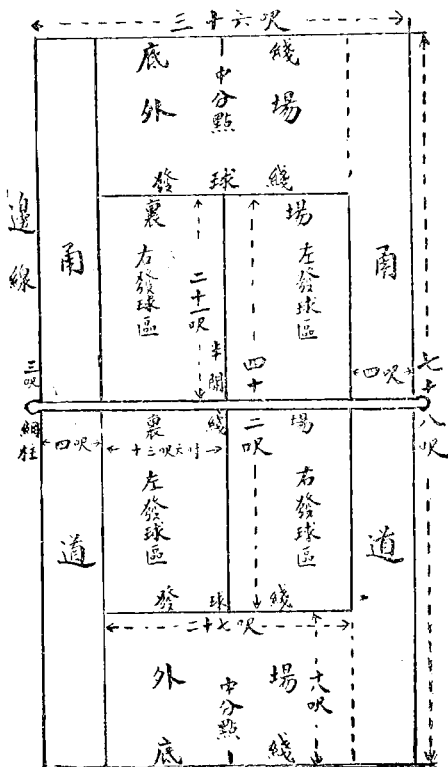 三十六呎
底綫
中分點
外場
發球綫
邊線
甬
甬
裏場
右發球區
二十一呎
半閒綫
四十二呎
左發球區
三呎
四呎
七十八呎
網柱
四呎
十三呎六吋
裏場
左發球區
右發球區
道
道
發球綫
二十七呎
外場
中分點
十八呎
底綫